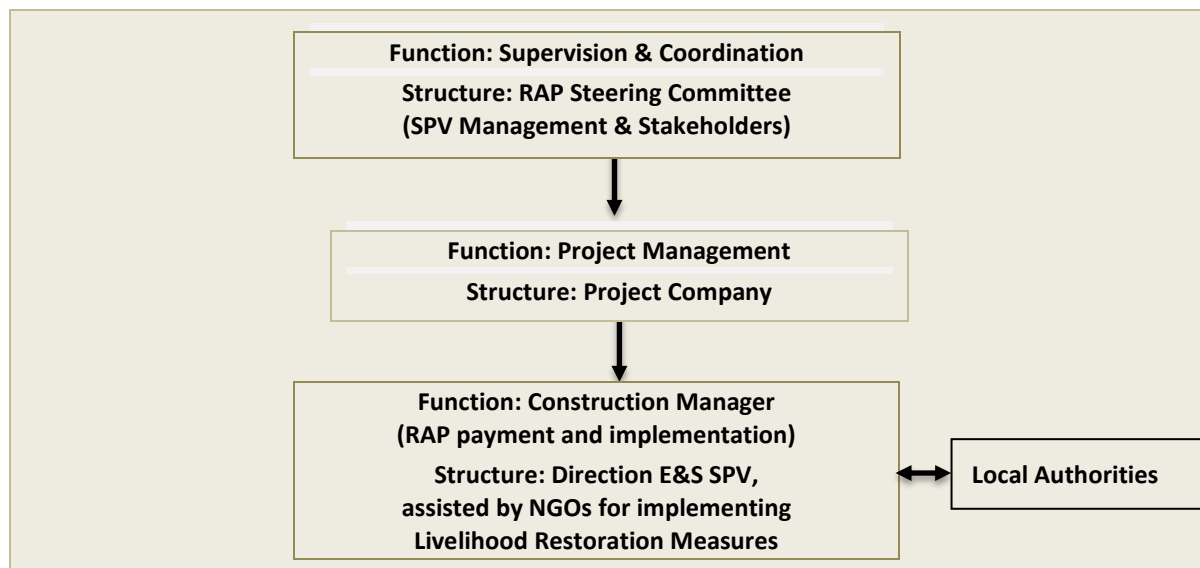 Function: Supervision & Coordination
Structure: RAP Steering Committee
(SPV Management & Stakeholders)
Function: Project Management
Structure: Project Company
Function: Construction Manager
(RAP payment and implementation)
Structure: Direction E&S SPV,
assisted by NGOs for implementing
Livelihood Restoration Measures
Local Authorities